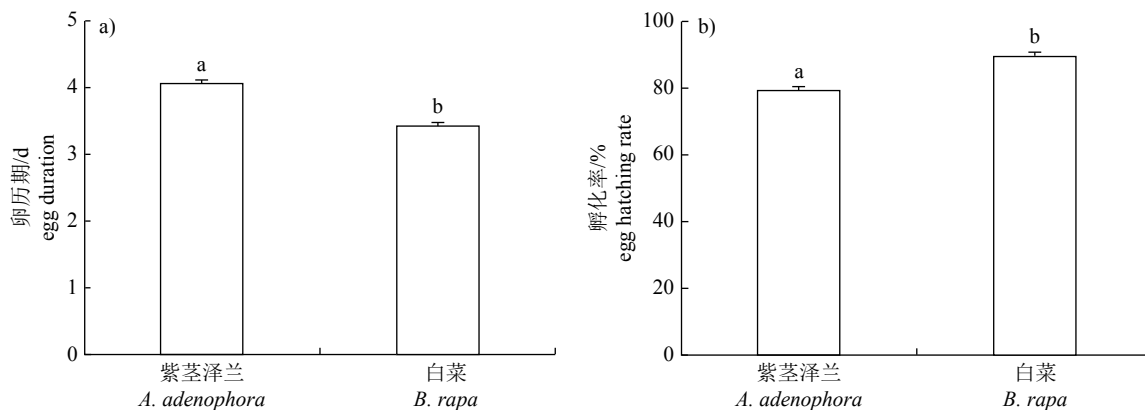 a)
5
4
3
2
1
0
卵历期/d
egg duration
a
b
紫茎泽兰
A. adenophora
白菜
B. rapa
b)
100
80
60
40
20
0
孵化率/%
egg hatching rate
a
b
紫茎泽兰
A. adenophora
白菜
B. rapa